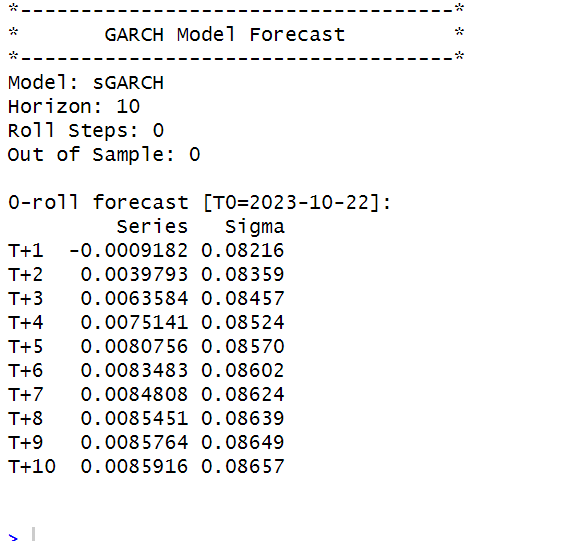 *------------------------------------*
*       GARCH Model Forecast         *
*------------------------------------*
Model: sGARCH
Horizon: 10
Roll Steps: 0
Out of Sample: 0

0-roll forecast [T0=2023-10-22]:
         Series   Sigma
T+1  -0.0009182 0.08216
T+2   0.0039793 0.08359
T+3   0.0063584 0.08457
T+4   0.0075141 0.08524
T+5   0.0080756 0.08570
T+6   0.0083483 0.08602
T+7   0.0084808 0.08624
T+8   0.0085451 0.08639
T+9   0.0085764 0.08649
T+10  0.0085916 0.08657

>